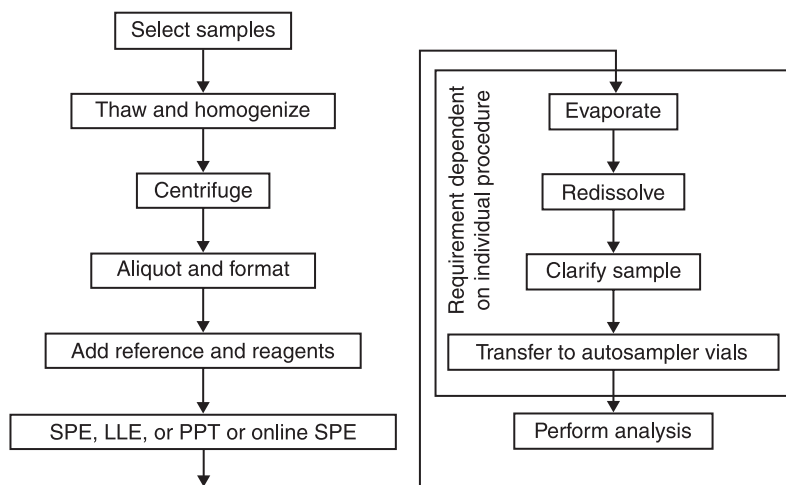 Select samples
Thaw and homogenize
Centrifuge
Aliquot and format
Add reference and reagents
SPE, LLE, or PPT or online SPE
Requirement dependent
on individual procedure
Evaporate
Redissolve
Clarify sample
Transfer to autosampler vials
Perform analysis